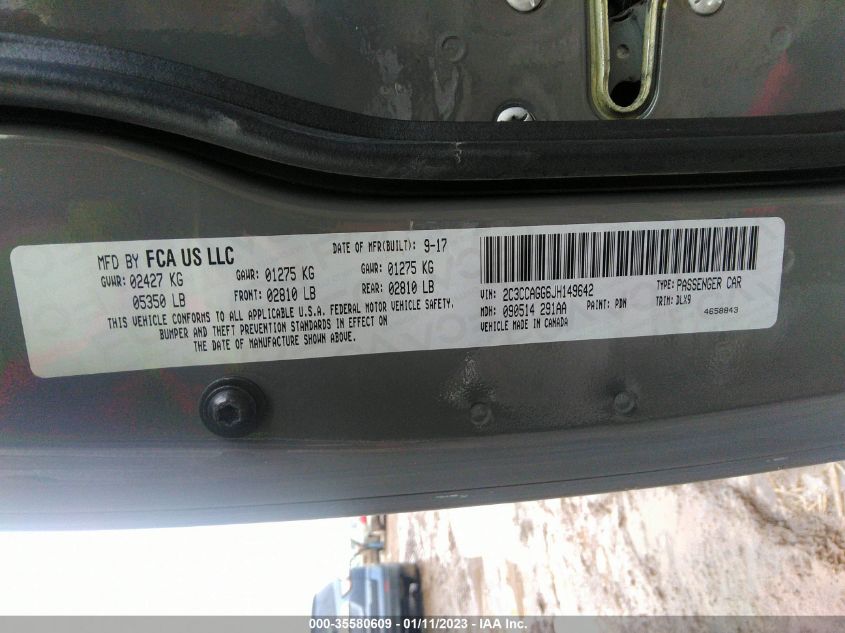 MFD BY FCA US LLC DATE OF MFR(BUILT): 9-17
GVWR: 02427 KG GAWR: 01275 KG GAWR: 01275 KG
05350 LB FRONT: 02810 LB REAR: 02810 LB
THIS VEHICLE CONFORMS TO ALL APPLICABLE U.S.A. FEDERAL MOTOR VEHICLE SAFETY,
BUMPER AND THEFT PREVENTION STANDARDS IN EFFECT ON
THE DATE OF MANUFACTURE SHOWN ABOVE.
VIN: 2C3CCAGG6JH149642 TYPE: PASSENGER CAR
MDH: 090514 291AA PAINT: PDN TRIM: DLX9
VEHICLE MADE IN CANADA 4658843
000-35580609 - 01/11/2023 - IAA Inc.